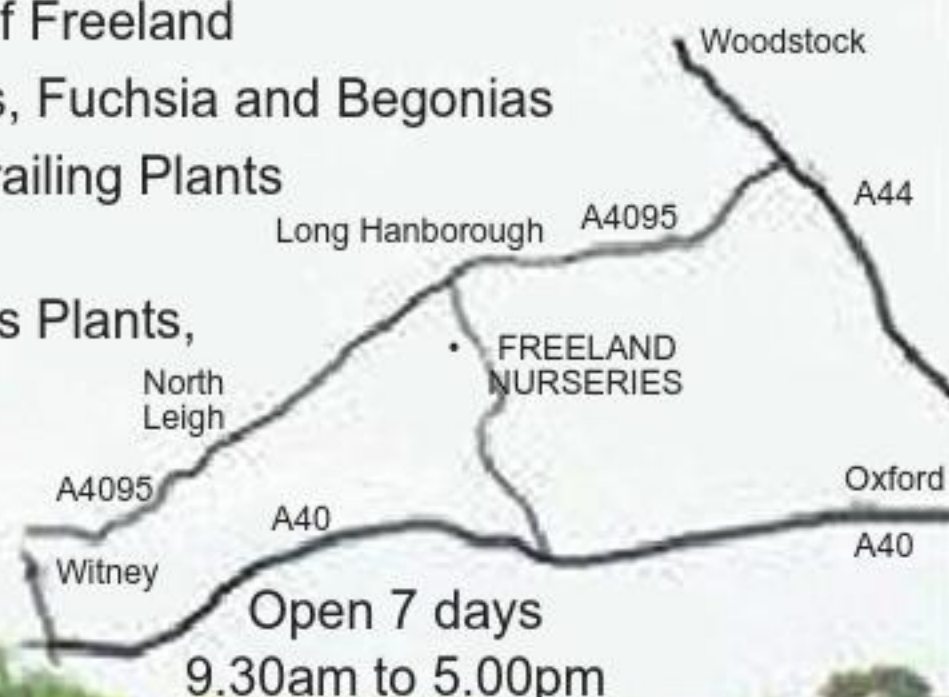 f Freeland
Woodstock
s, Fuchsia and Begonias
railing Plants
A44
A4095
Long Hanborough
s Plants,
FREELAND
NURSERIES
North
Leigh
A4095
Oxford
A40
A40
Witney
Open 7 days
9.30am to 5.00pm